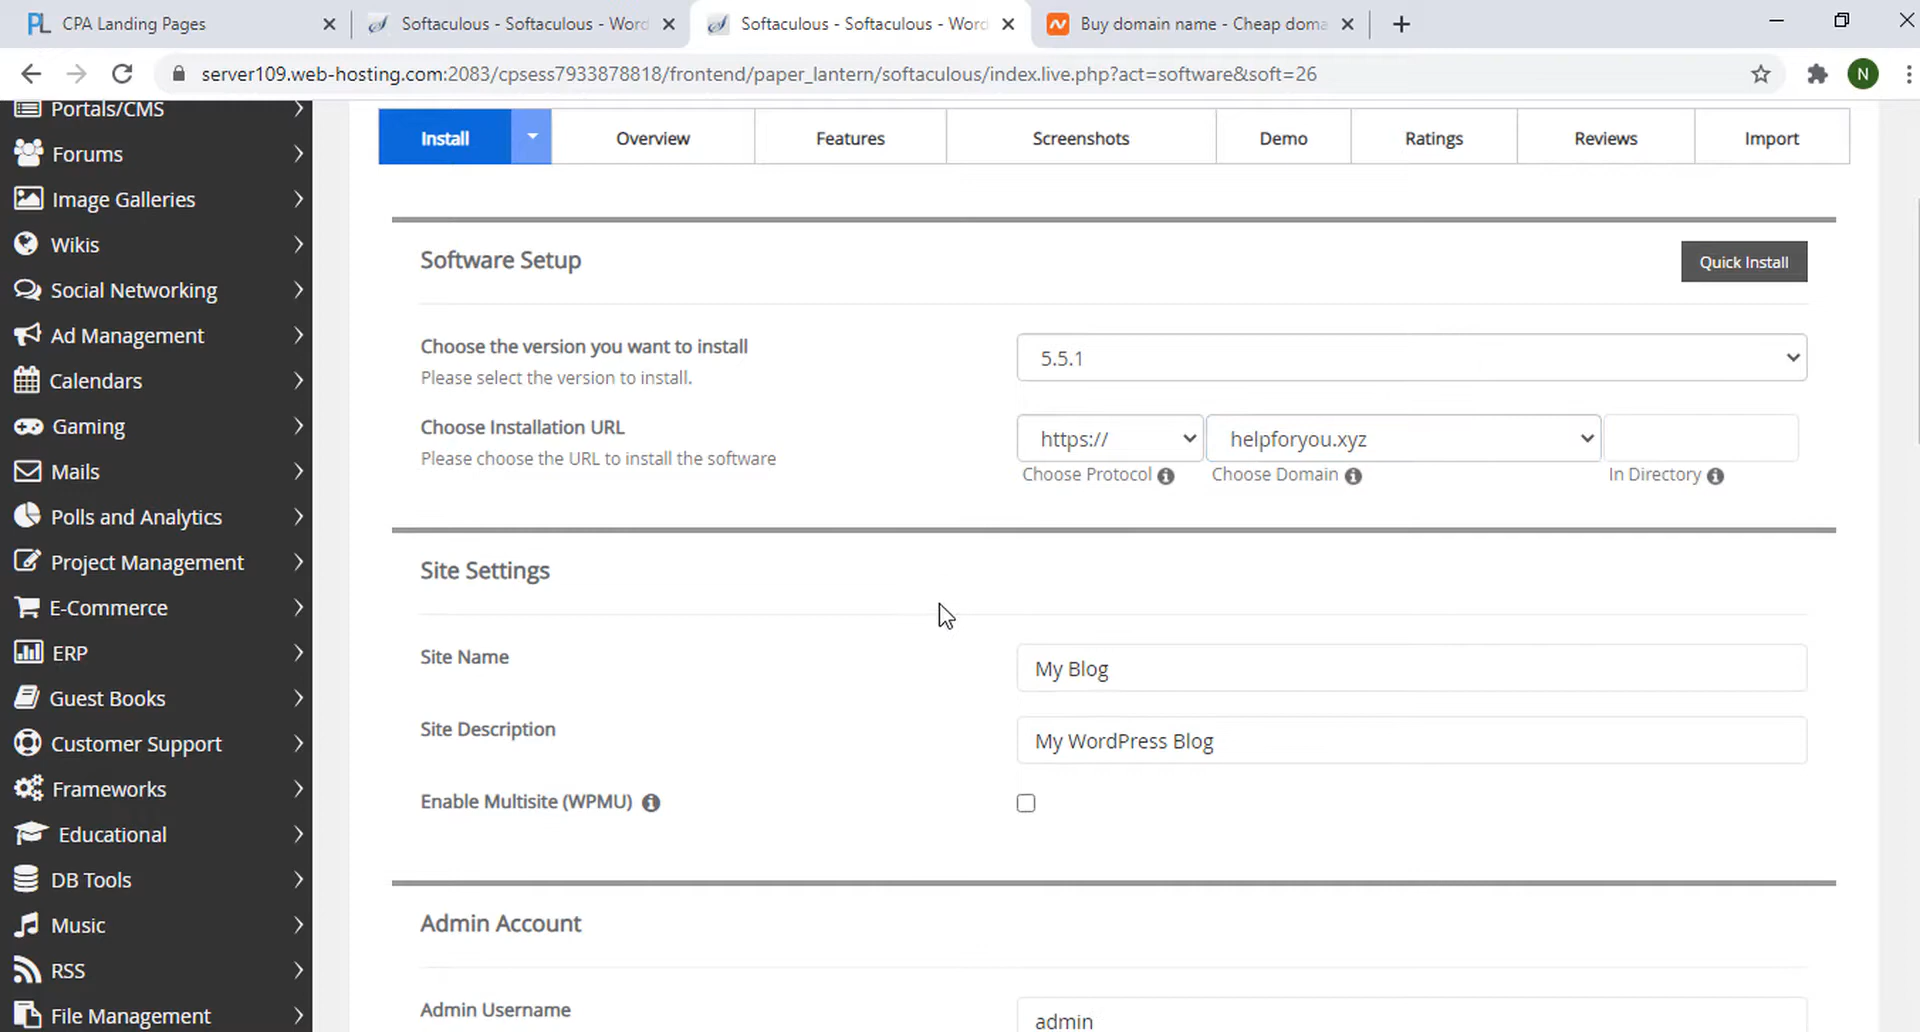 CPA Landing Pages
Softaculous - Softaculous - Word
Softaculous - Softaculous - Word
Buy domain name - Cheap doma
server109.web-hosting.com:2083/cpsess7933878818/frontend/paper_lantern/softaculous/index.live.php?act=software&soft=26
N
Portals/CMS
Forums
Image Galleries
Wikis
Social Networking
Ad Management
Calendars
Gaming
Mails
Polls and Analytics
Project Management
E-Commerce
ERP
Guest Books
Customer Support
Frameworks
Educational
DB Tools
Music
RSS
File Management
Install
Overview
Features
Screenshots
Demo
Ratings
Reviews
Import
Software Setup
Quick Install
Choose the version you want to install
Please select the version to install.
5.5.1
Choose Installation URL
Please choose the URL to install the software
https://
helpforyou.xyz
Choose Protocol
Choose Domain
In Directory
Site Settings
Site Name
My Blog
Site Description
My WordPress Blog
Enable Multisite (WPMU)
Admin Account
Admin Username
admin